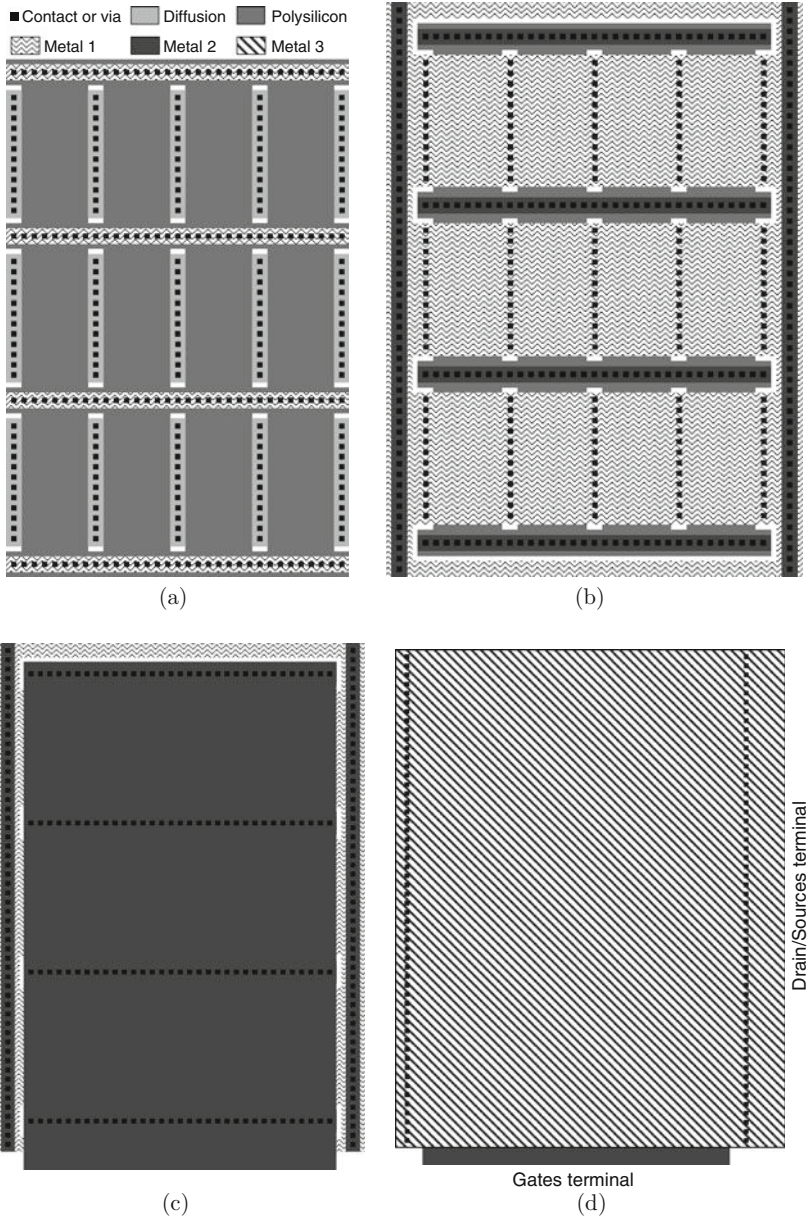 Contact or via Diffusion Polysilicon
Metal 1 Metal 2 Metal 3
(a)
(b)
Drain/Sources terminal
Gates terminal
(c)
(d)